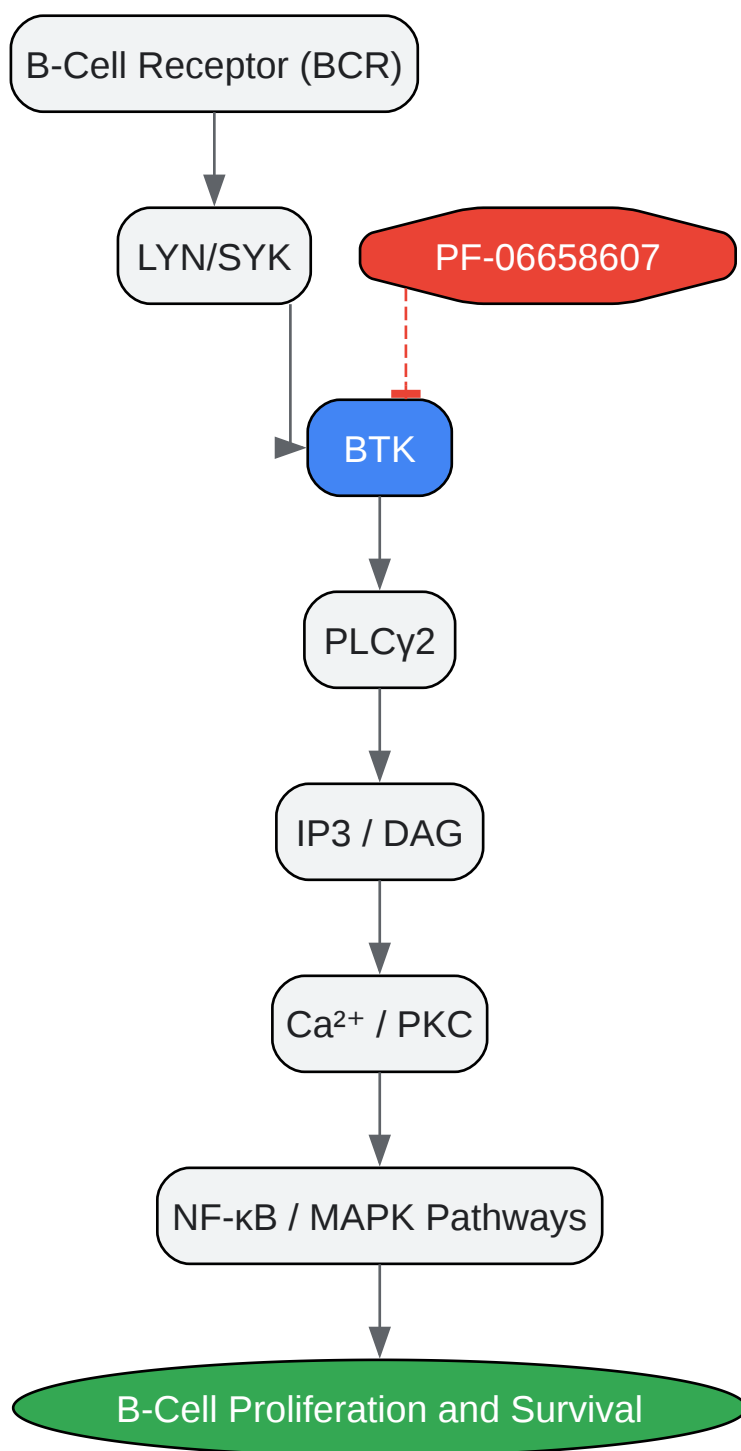 B-Cell Receptor (BCR)
LYN/SYK
PF-06658607
BTK
PLCγ2
IP3 / DAG
Ca²⁺ / PKC
NF-κB / MAPK Pathways
B-Cell Proliferation and Survival